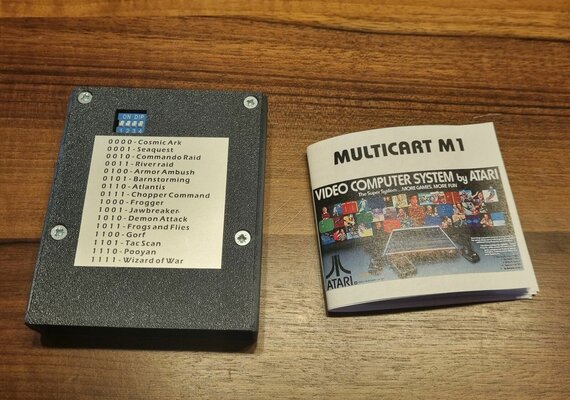 ON DIP
1 2 3 4
0000-Cosmic Ark
0001-Seaquest
0010-Commando Raid
0011-Riverraid
0100-Armor Ambush
0101-Barnstorming
0110-Atlantis
0111-Chopper Command
1000-Frogger
1001-Jawbreaker
1010-Demon Attack
1011-Frogs and Flies
1100-Gorf
1101-Tac Scan
1110-Pooyan
1111-Wizard of War
MULTICART M1
VIDEO COMPUTER SYSTEM by ATARI
The Super System....MORE GAMES, MORE FUN
ATARI